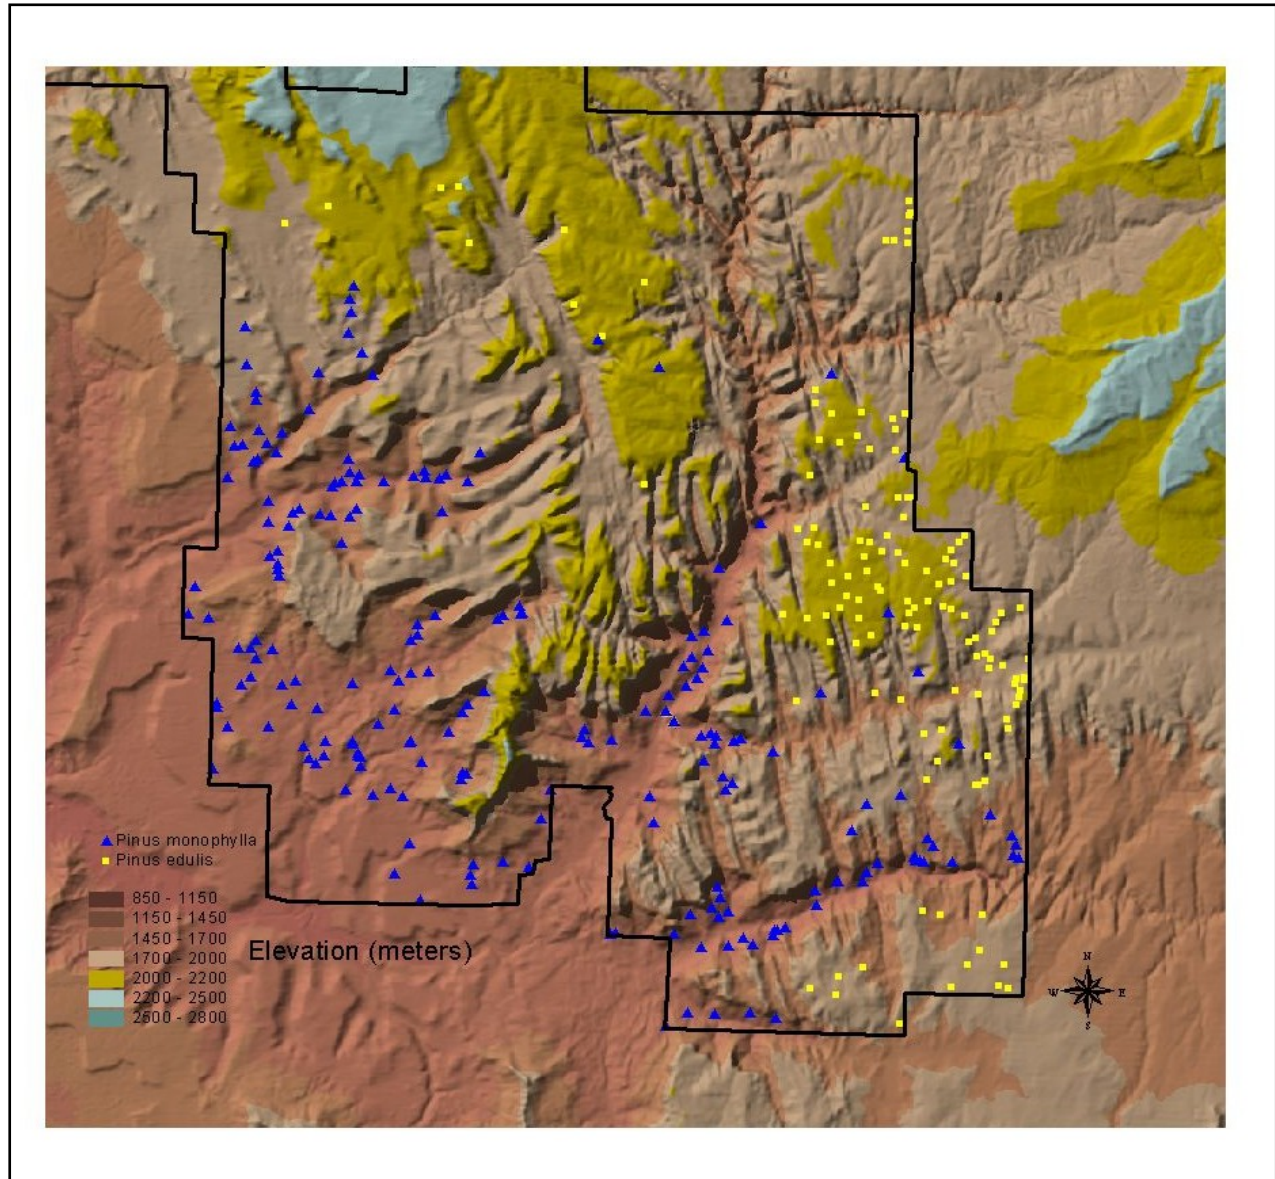 Pinus monophylla
Pinus edulis
850 - 1150
1150 - 1450
1450 - 1700
1700 - 2000
2000 - 2200
2200 - 2500
2500 - 2800
Elevation (meters)
N
W E
S